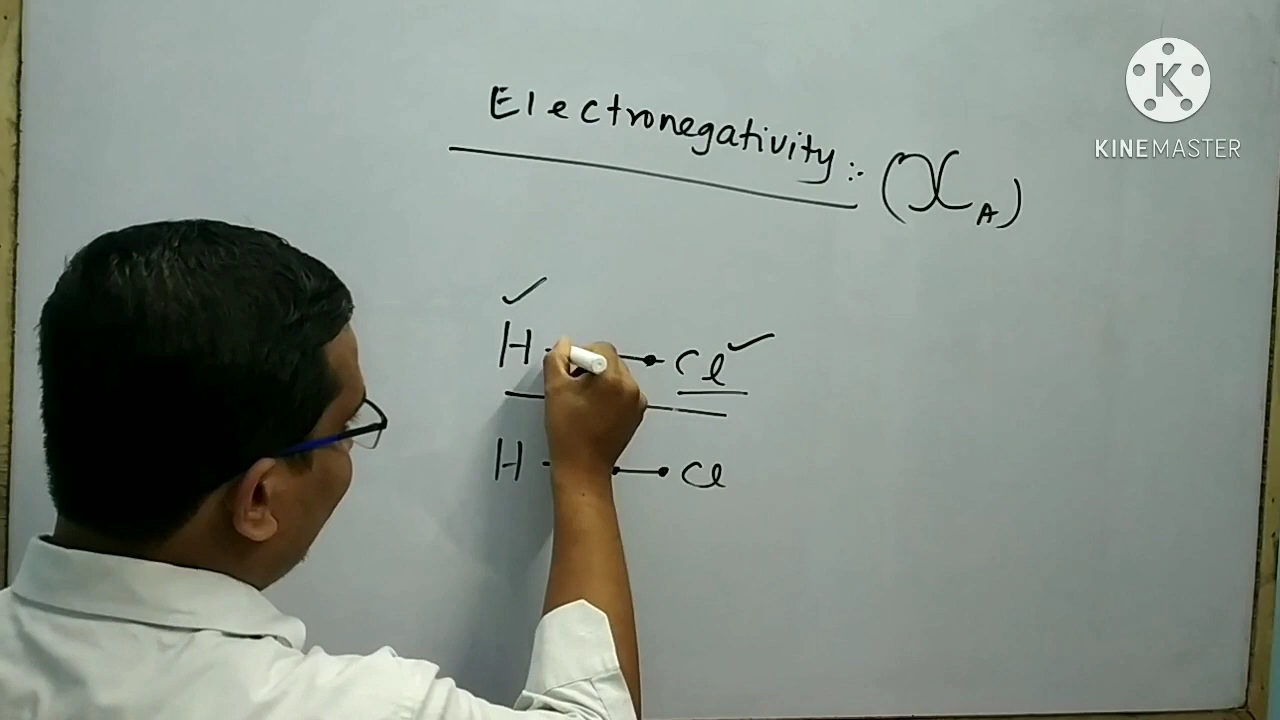 Electronegativity :- (X_A)
H — Cl
H — Cl
KINEMASTER